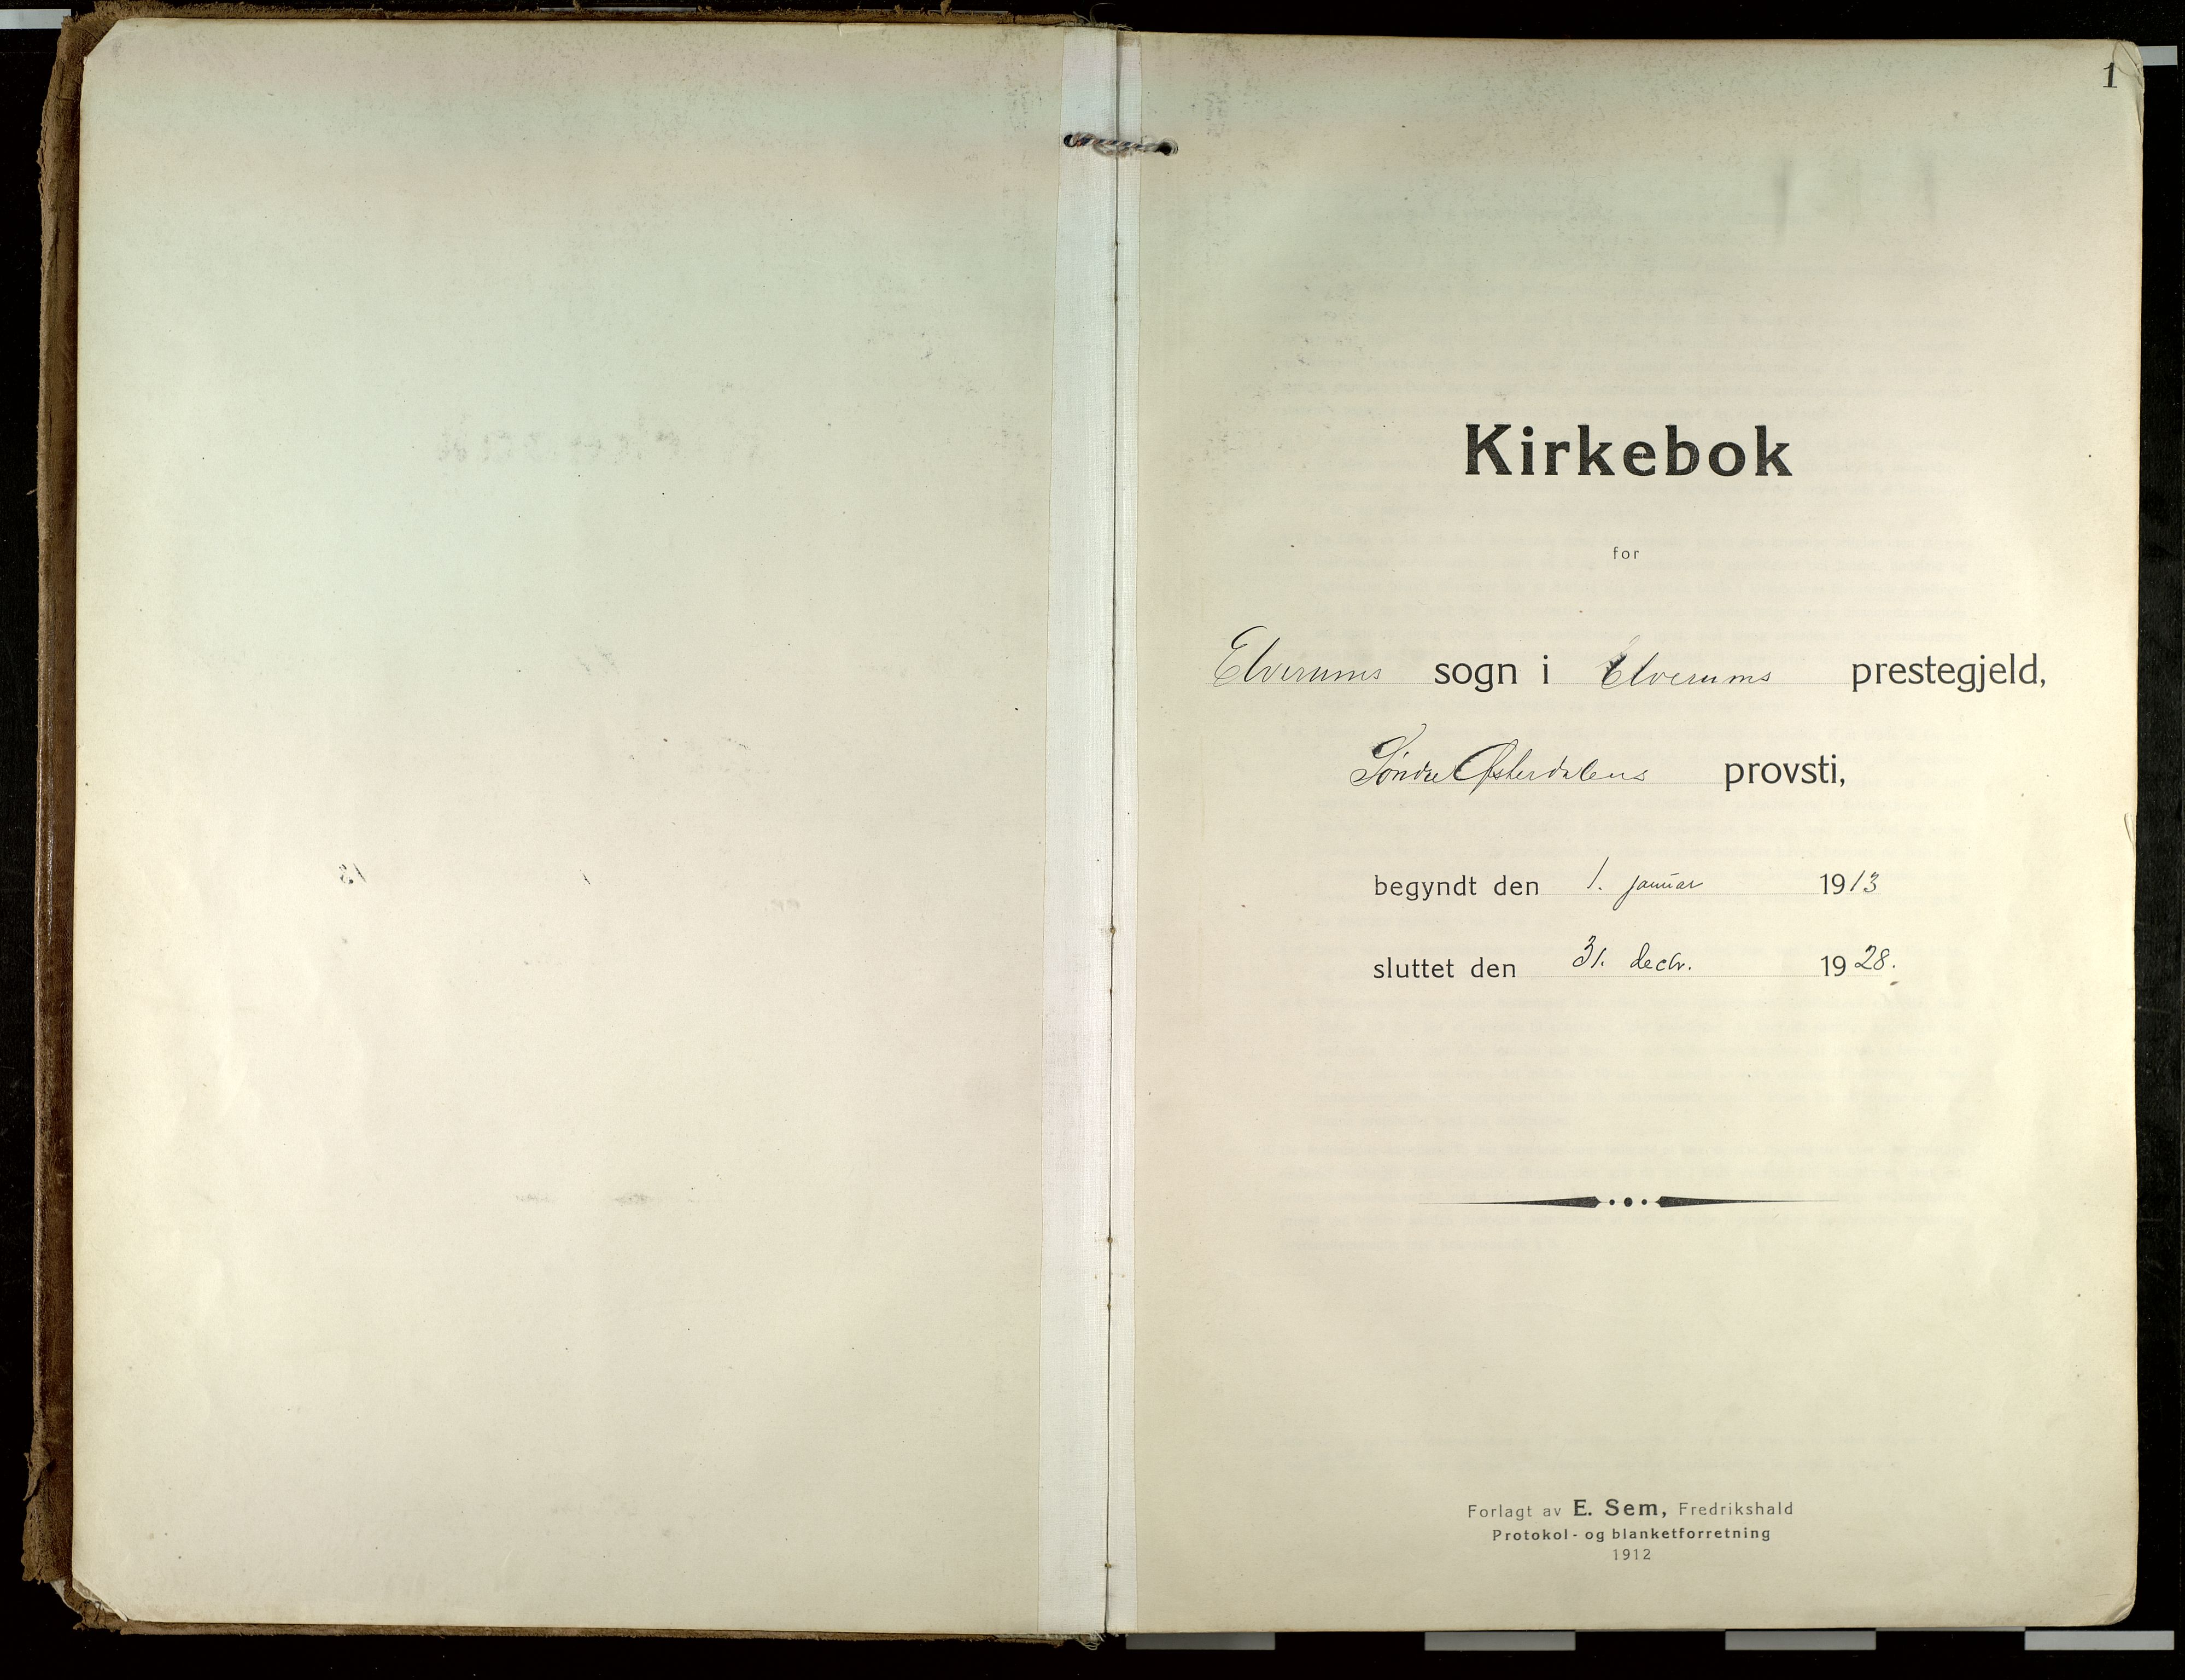 1
Kirkebok
for
Elverums sogn i Elverums prestegjeld,
Søndre Østerdalens provsti,
begyndt den 1. januar 1913
sluttet den 31. decbr. 1928.
Forlagt av E. Sem, Fredrikshald
Protokol- og blanketforretning
1912